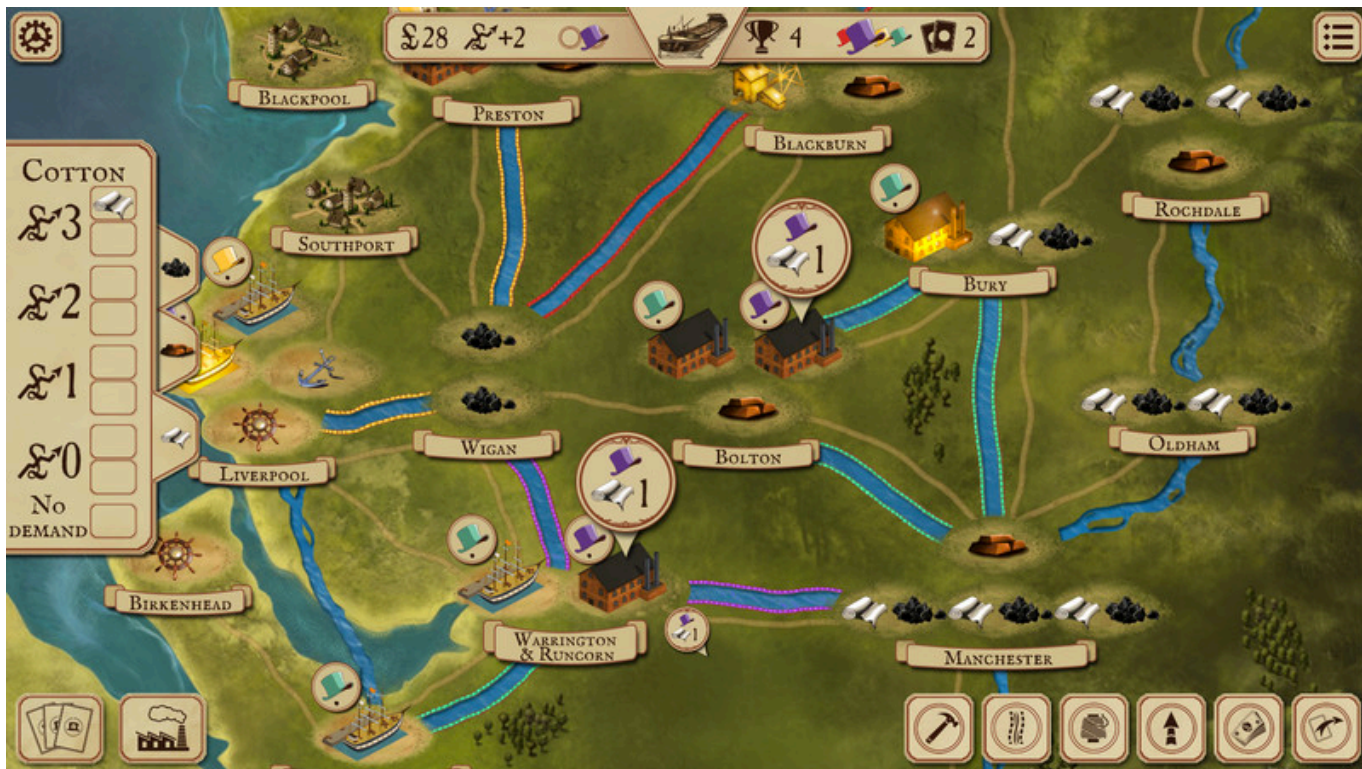 £28
+2
4
2
BLACKPOOL
PRESTON
BLACKBURN
COTTON
3
2
1
0
NO
DEMAND
SOUTHPORT
1
ROCHDALE
BURY
WIGAN
BOLTON
OLDHAM
LIVERPOOL
1
BIRKENHEAD
WARRINGTON
& RUNCORN
1
MANCHESTER